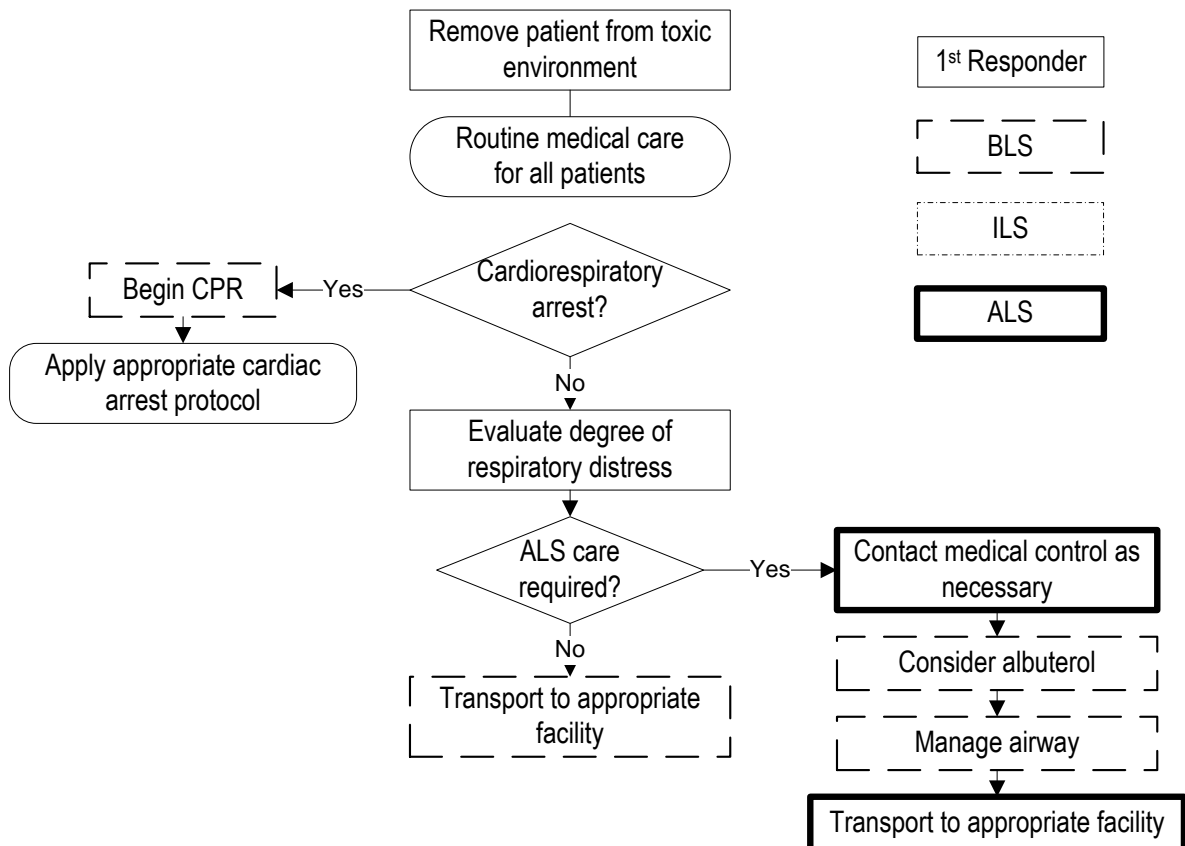 Remove patient from toxic
environment
Routine medical care
for all patients
Cardiorespiratory
arrest?
Yes
Begin CPR
Apply appropriate cardiac
arrest protocol
No
Evaluate degree of
respiratory distress
ALS care
required?
Yes
Contact medical control as
necessary
Consider albuterol
Manage airway
Transport to appropriate facility
No
Transport to appropriate
facility
1st Responder
BLS
ILS
ALS